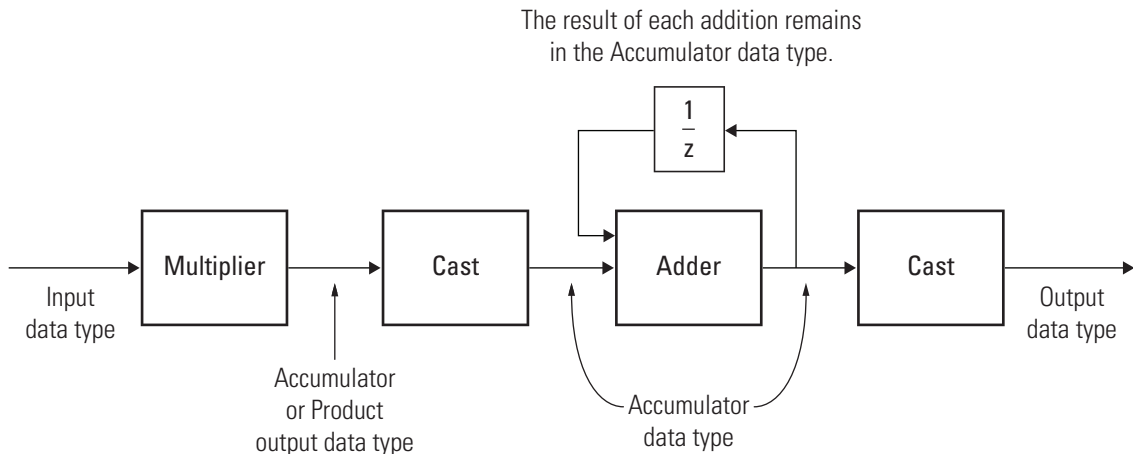 The result of each addition remains
in the Accumulator data type.
1
z
Multiplier
Cast
Adder
Cast
Input
data type
Output
data type
Accumulator
or Product
output data type
Accumulator
data type